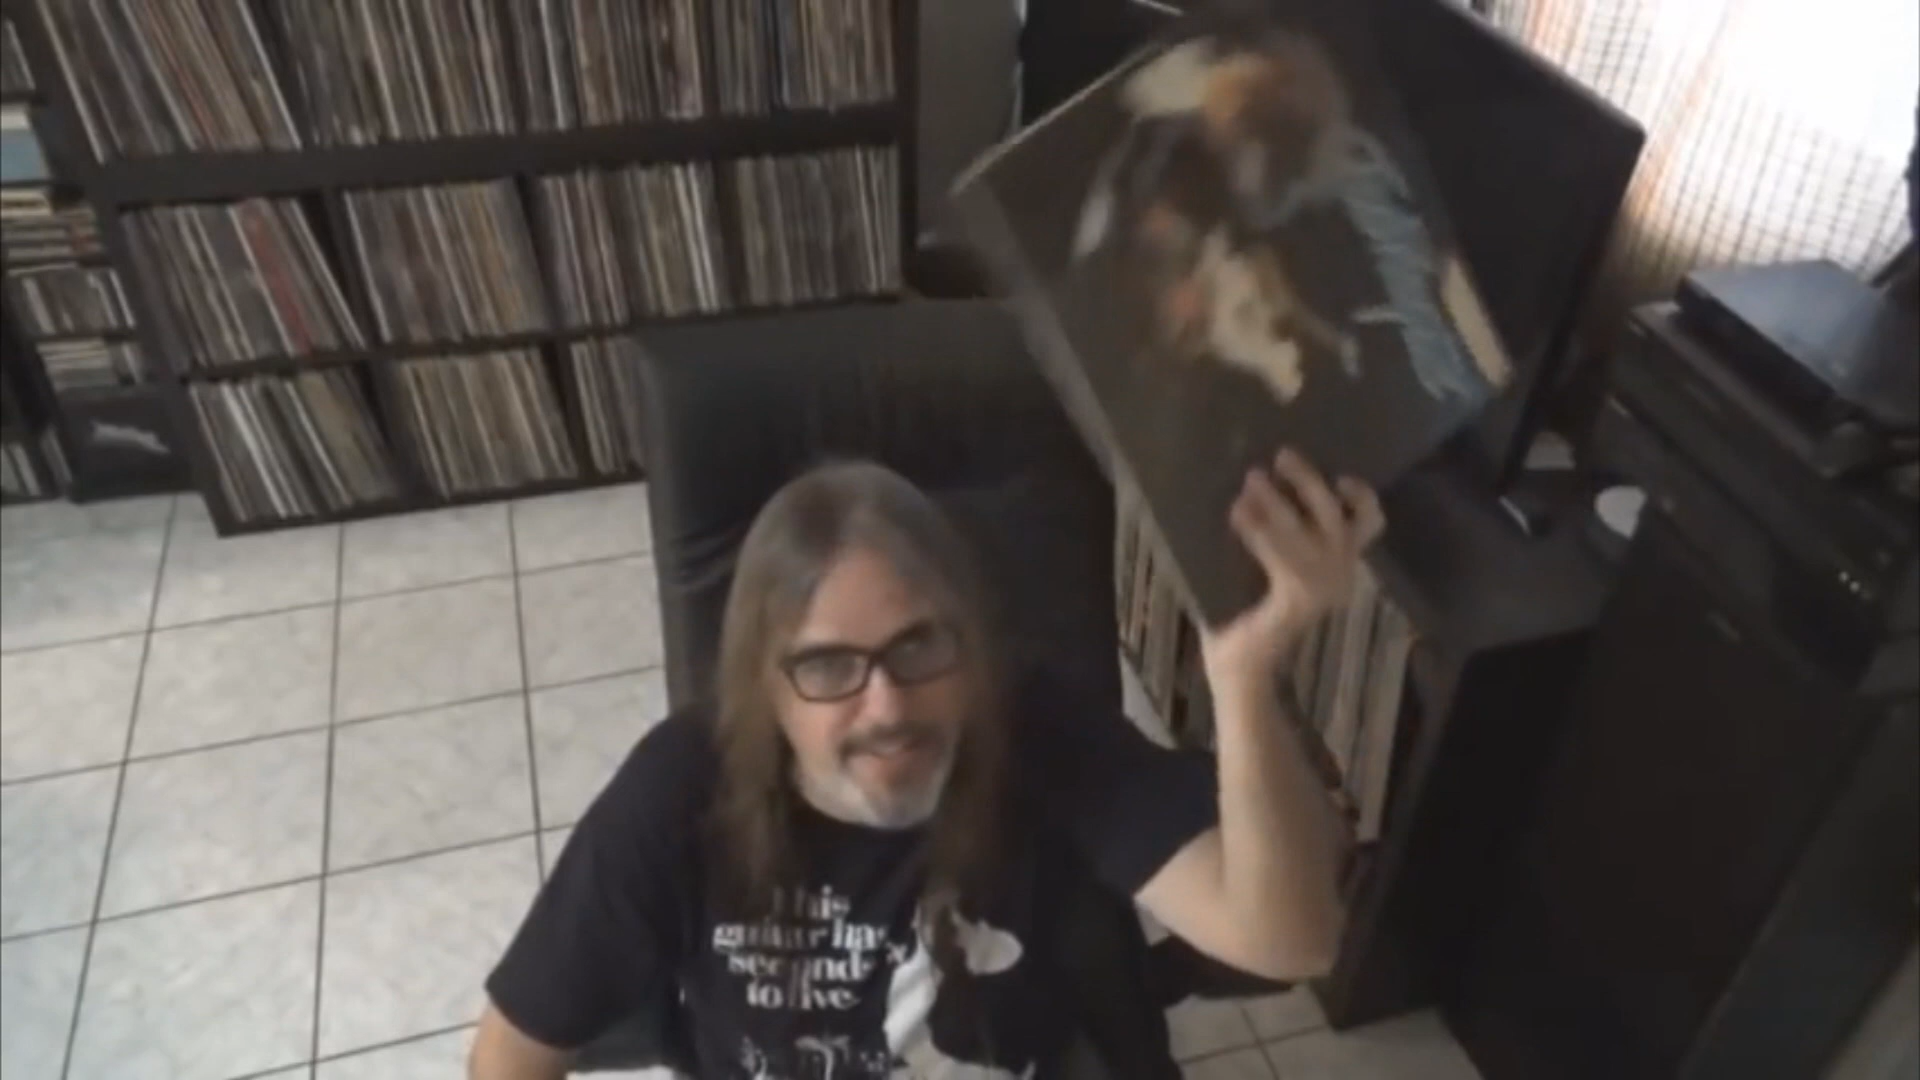 This
guitar has
seconds
to live